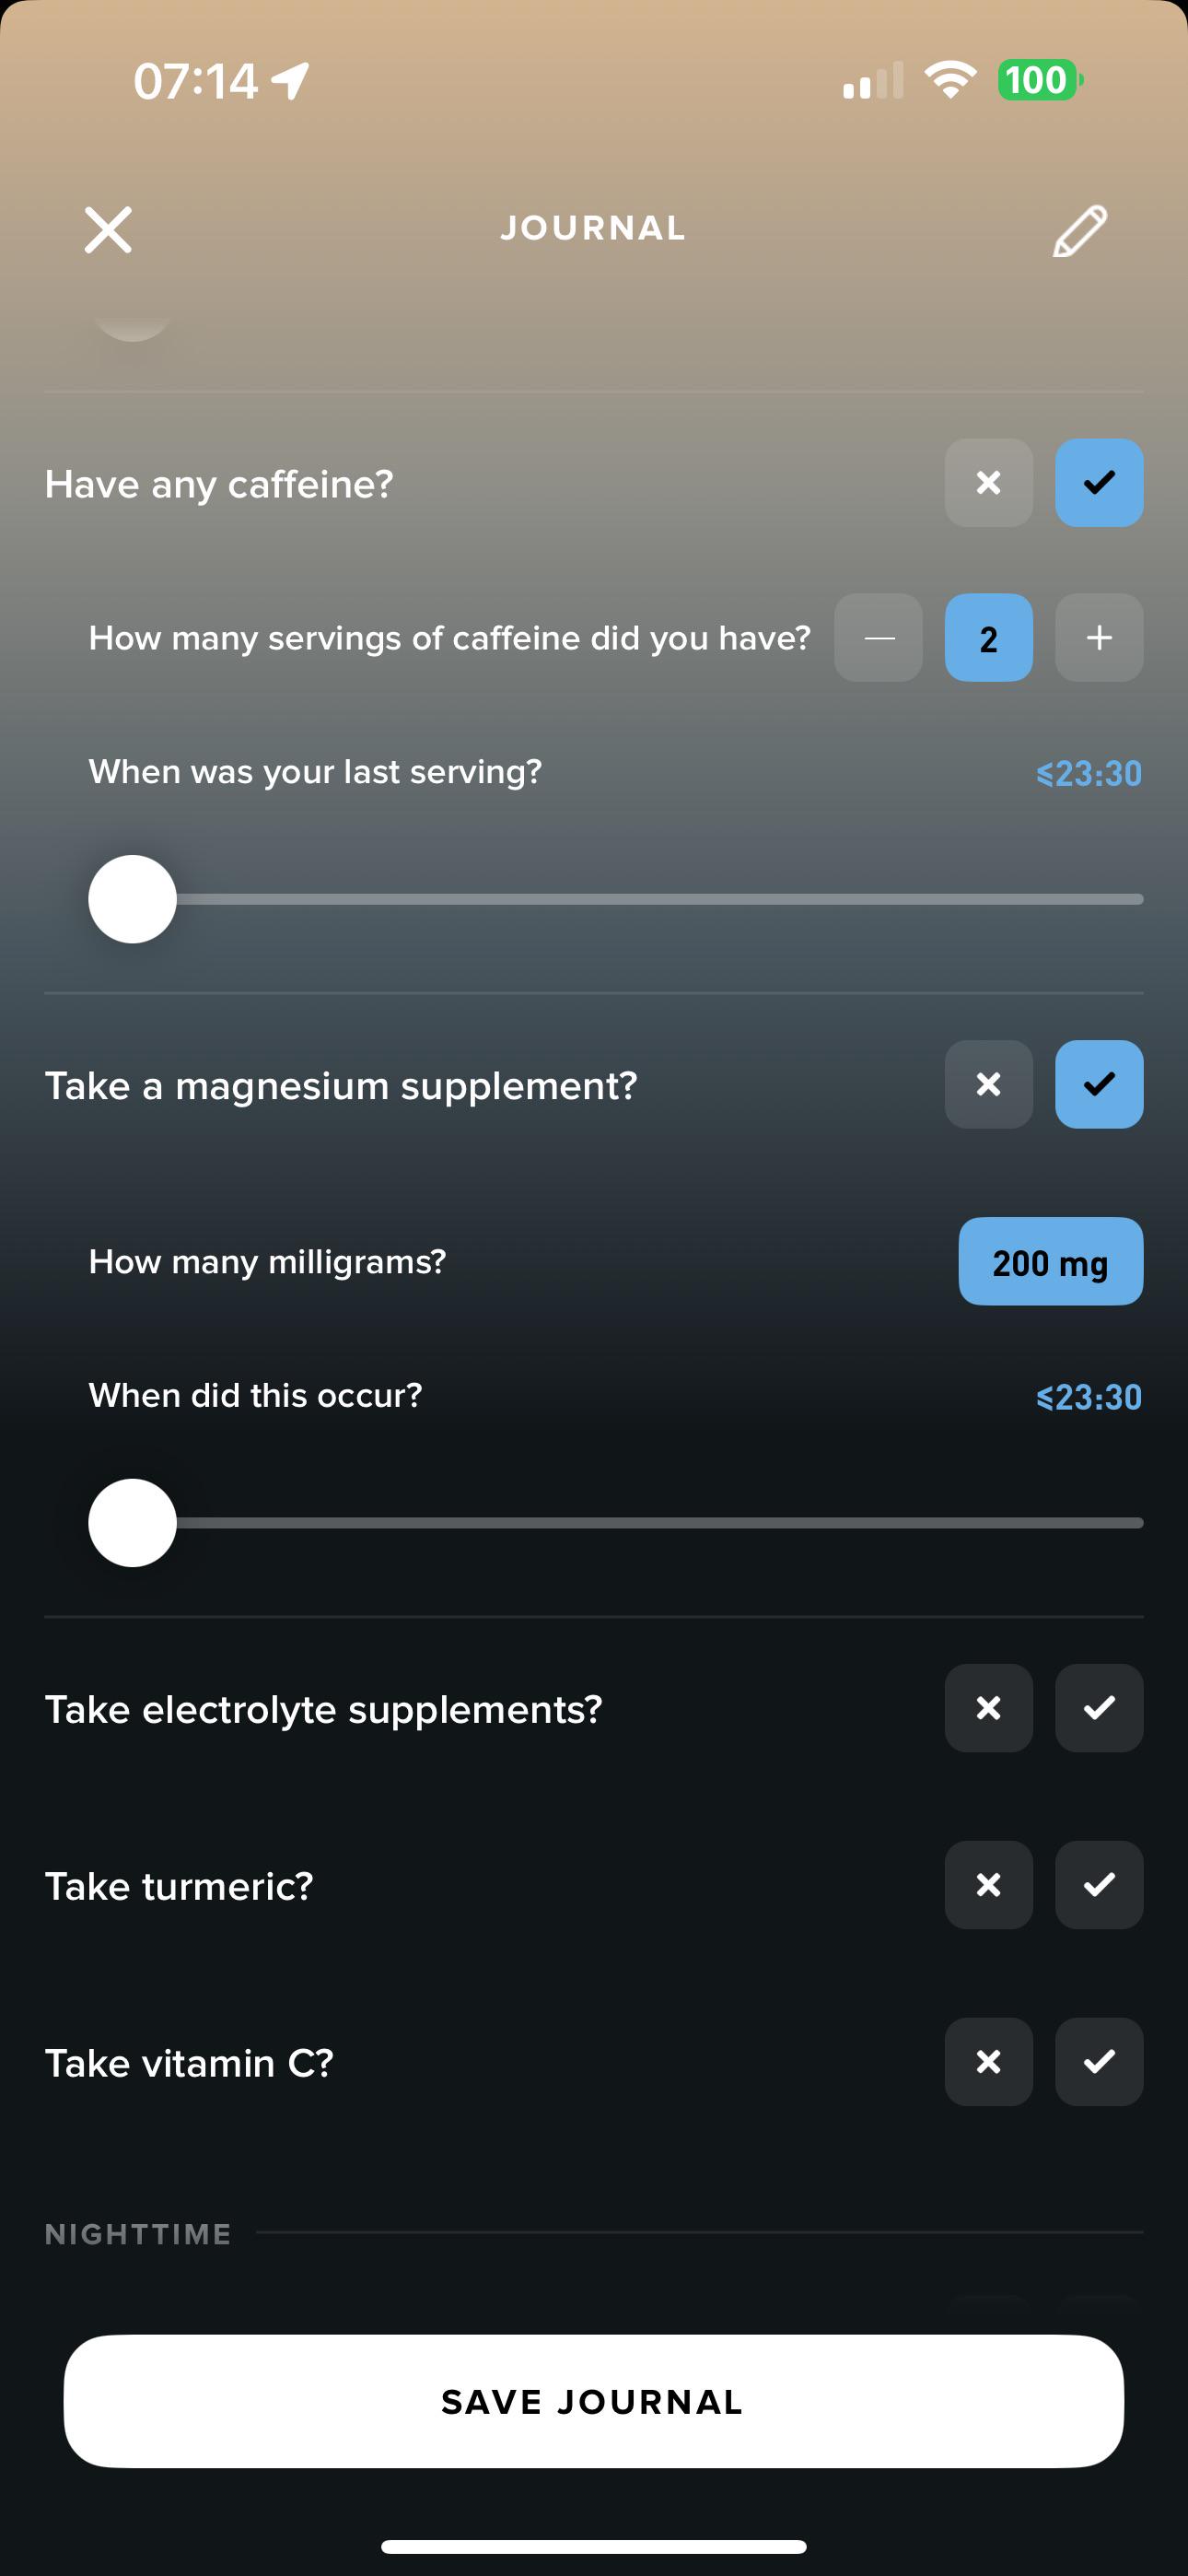 07:14
100
JOURNAL
Have any caffeine?
How many servings of caffeine did you have?
2
When was your last serving?
≤23:30
Take a magnesium supplement?
How many milligrams?
200 mg
When did this occur?
≤23:30
Take electrolyte supplements?
Take turmeric?
Take vitamin C?
NIGHTTIME
SAVE JOURNAL